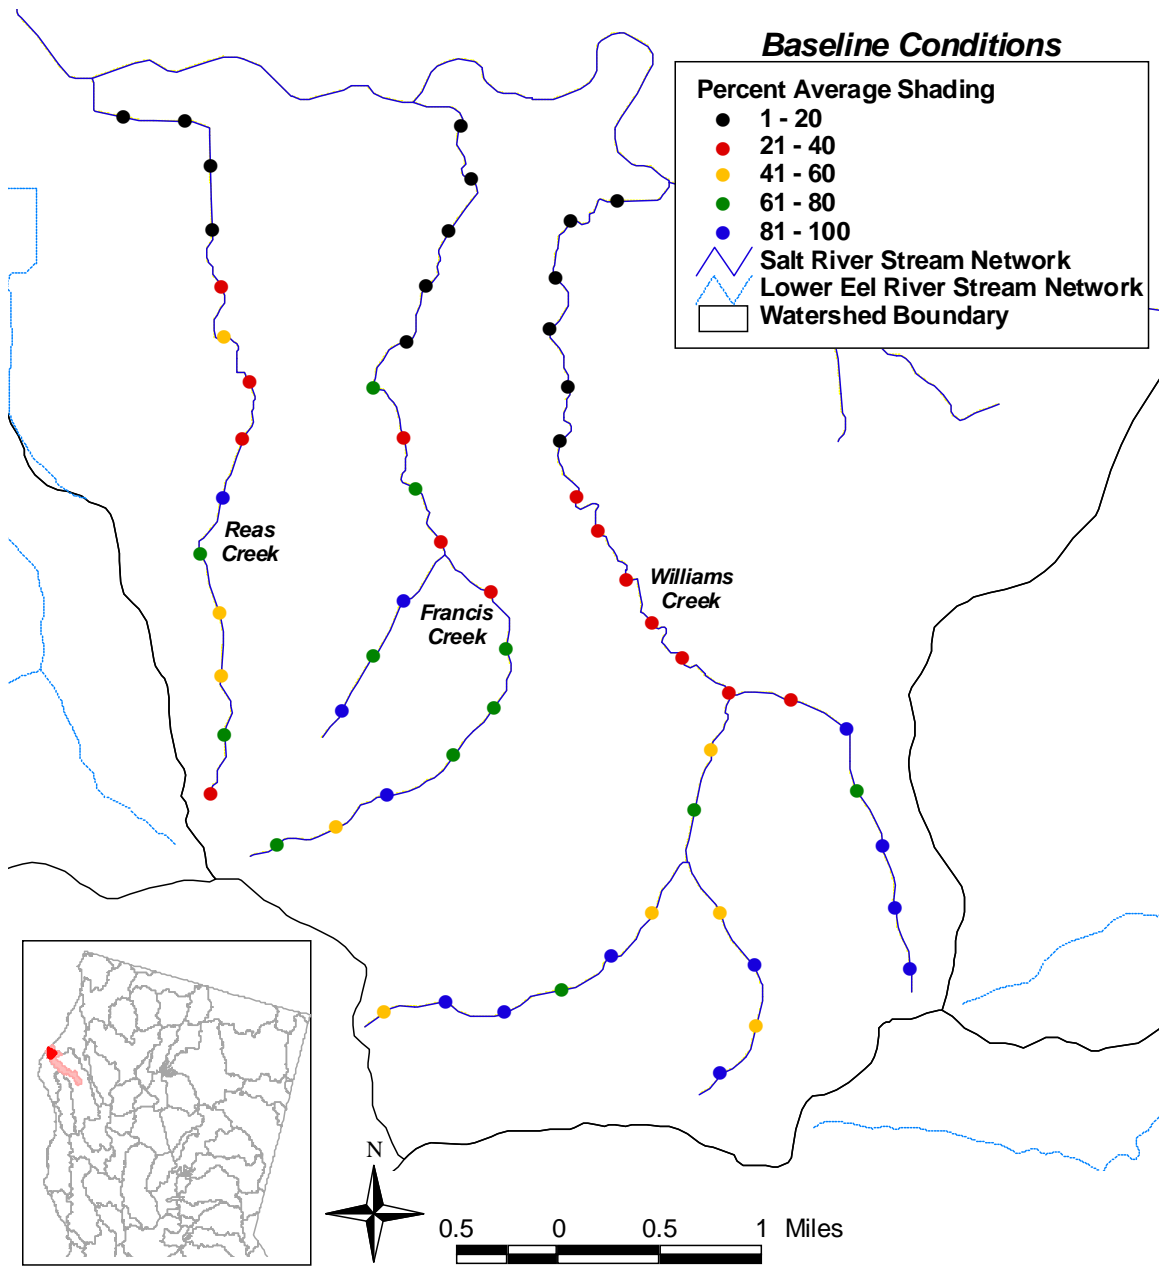 Baseline Conditions
Percent Average Shading
1 - 20
21 - 40
41 - 60
61 - 80
81 - 100
Salt River Stream Network
Lower Eel River Stream Network
Watershed Boundary
Reas
Creek
Francis
Creek
Williams
Creek
N
0.5 0 0.5 1 Miles